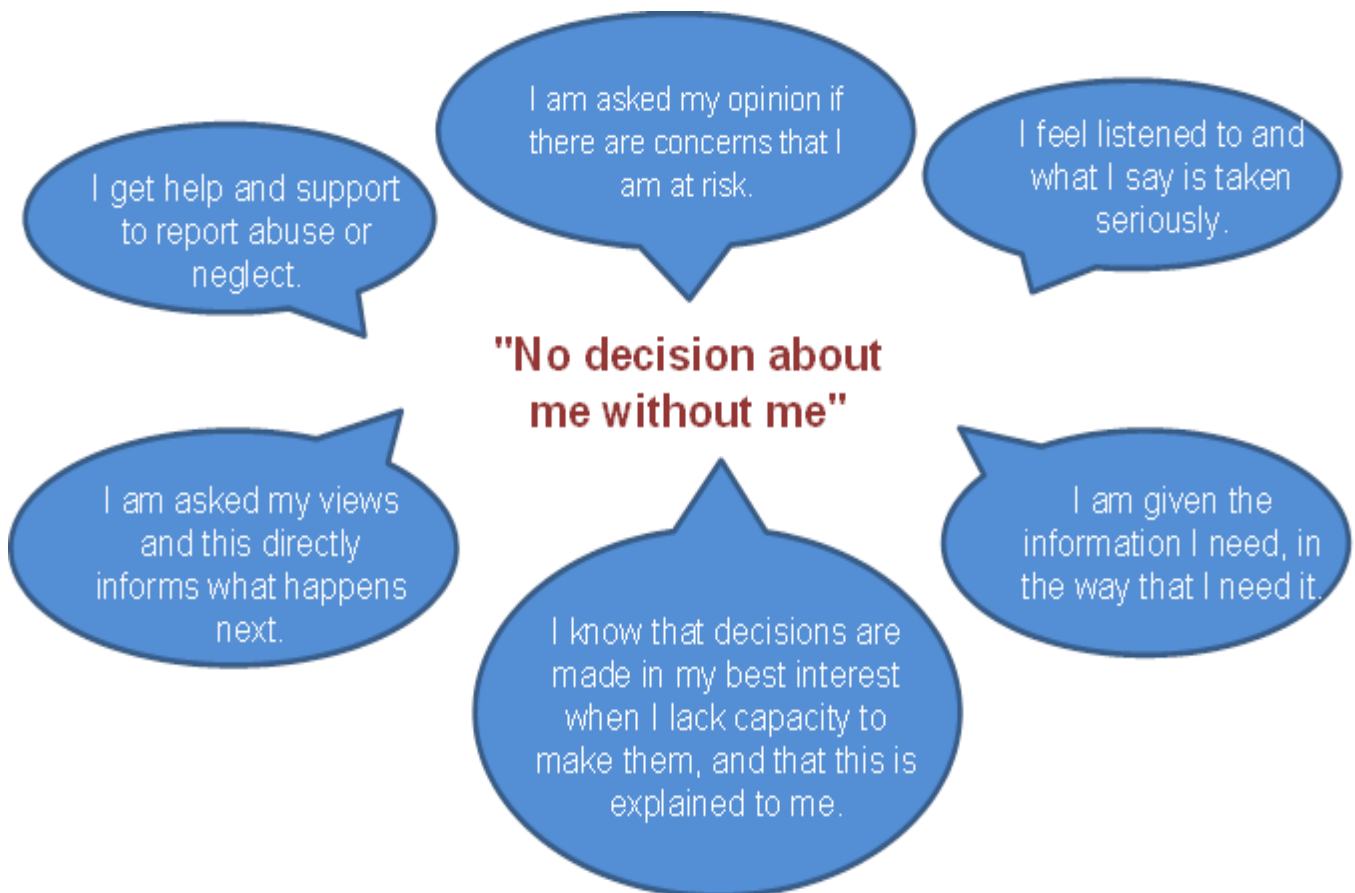 I am asked my opinion if
there are concerns that I
am at risk.
I feel listened to and
what I say is taken
seriously.
I get help and support
to report abuse or
neglect.
"No decision about
me without me"
I am asked my views
and this directly
informs what happens
next.
I am given the
information I need, in
the way that I need it.
I know that decisions are
made in my best interest
when I lack capacity to
make them, and that this is
explained to me.